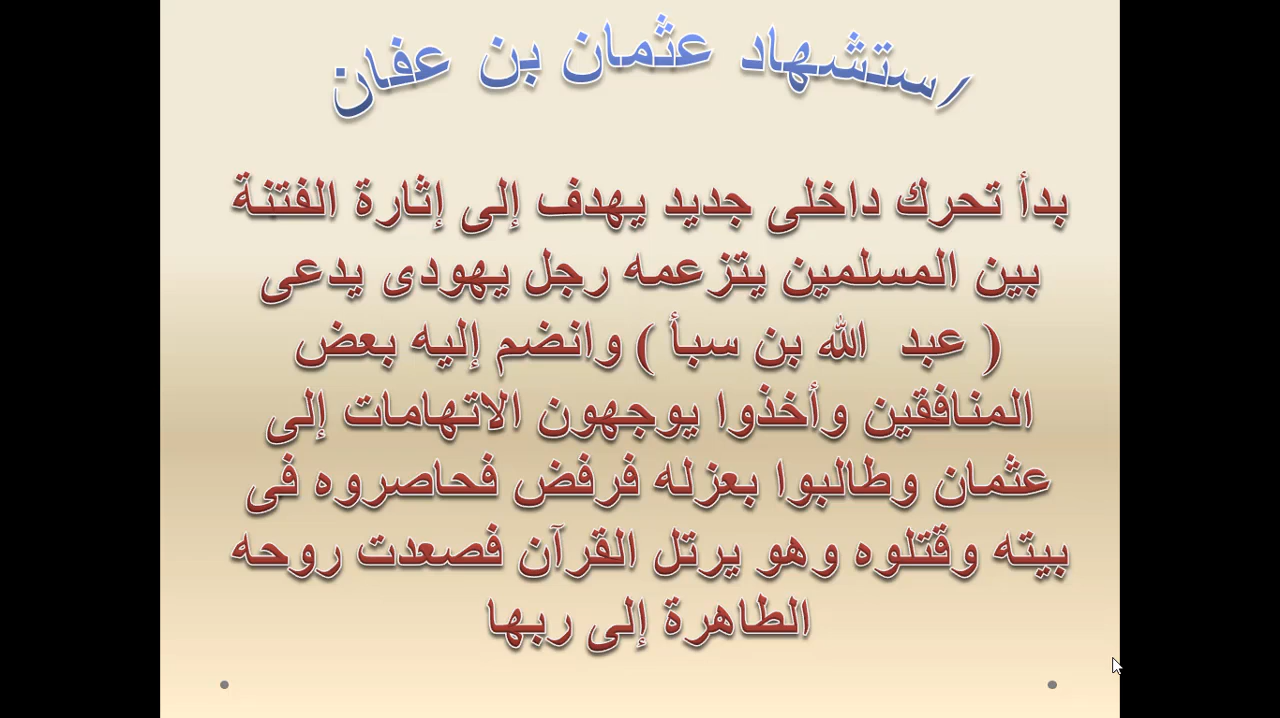 استشهاد عثمان بن عفان
بدأ تحرك داخلى جديد يهدف إلى إثارة الفتنة
بين المسلمين يتزعمه رجل يهودى يدعى
( عبد الله بن سبأ ) وانضم إليه بعض
المنافقين وأخذوا يوجهون الاتهامات إلى
عثمان وطالبوا بعزله فرفض فحاصروه فى
بيته وقتلوه وهو يرتل القرآن فصعدت روحه
الطاهرة إلى ربها